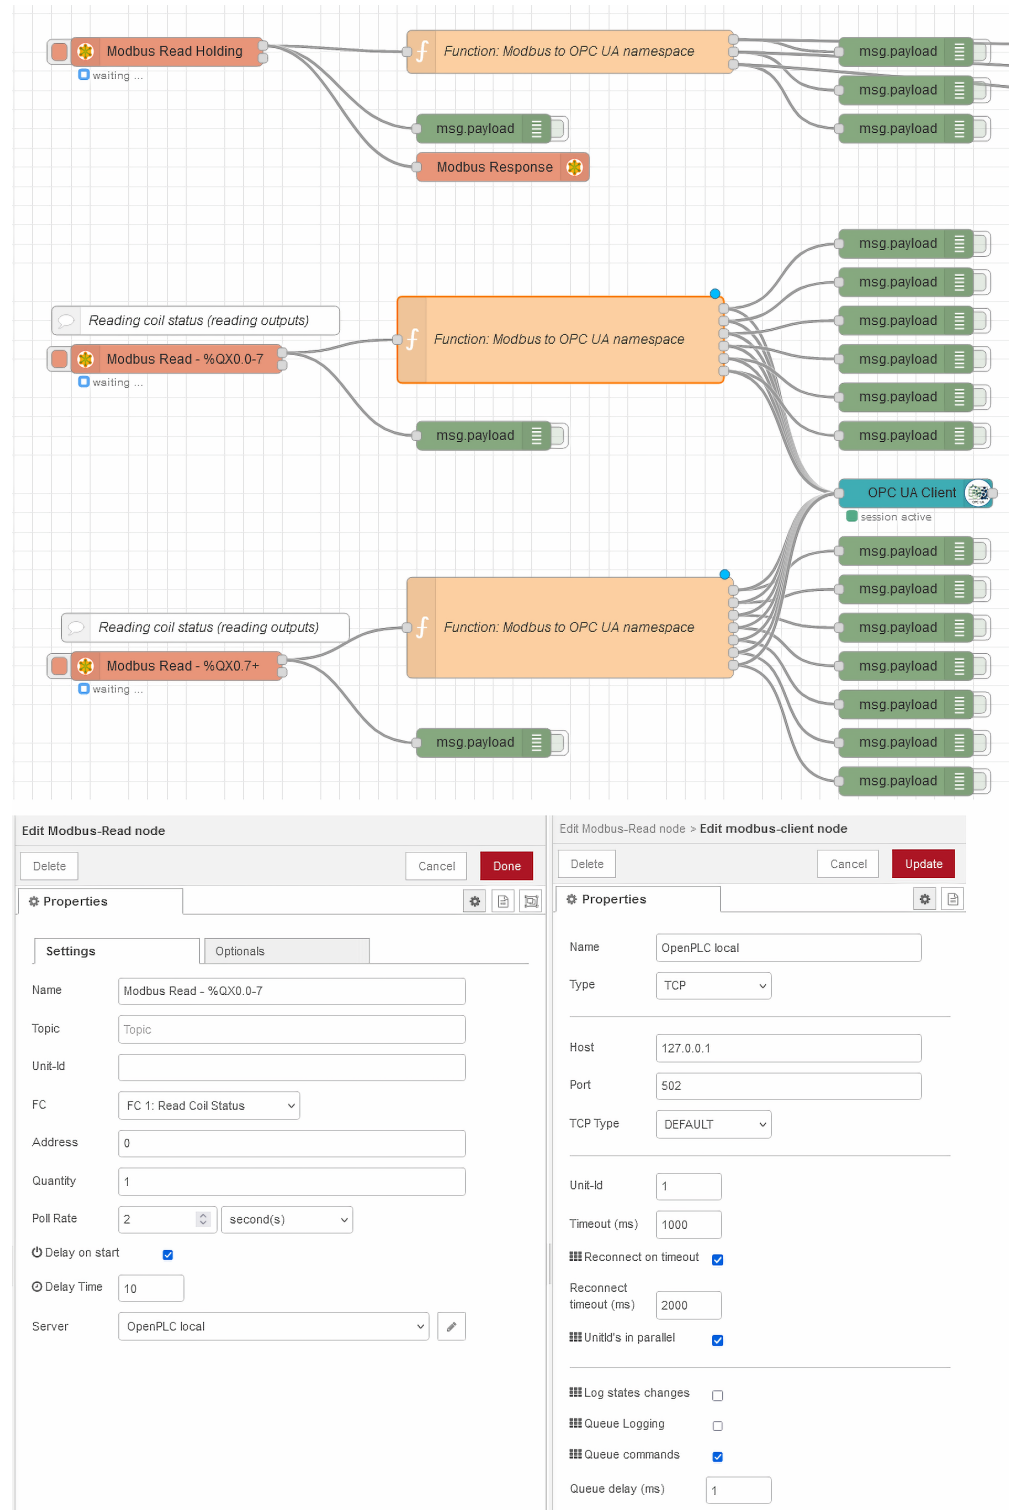 Modbus Read Holding
waiting ...
Function: Modbus to OPC UA namespace
msg.payload
msg.payload
msg.payload
msg.payload
Modbus Response
msg.payload
msg.payload
msg.payload
msg.payload
msg.payload
msg.payload
Reading coil status (reading outputs)
Modbus Read - %QX0.0-7
waiting ...
Function: Modbus to OPC UA namespace
msg.payload
OPC UA Client
session active
msg.payload
msg.payload
msg.payload
msg.payload
msg.payload
msg.payload
msg.payload
Reading coil status (reading outputs)
Modbus Read - %QX0.7+
waiting ...
Function: Modbus to OPC UA namespace
msg.payload
Edit Modbus-Read node
Delete
Cancel
Done
Properties
Settings
Optionals
Name
Modbus Read - %QX0.0-7
Topic
Topic
Unit-Id
FC
FC 1: Read Coil Status
Address
0
Quantity
1
Poll Rate
2
second(s)
Delay on start
Delay Time
10
Server
OpenPLC local
Edit Modbus-Read node > Edit modbus-client node
Delete
Cancel
Update
Properties
Name
OpenPLC local
Type
TCP
Host
127.0.0.1
Port
502
TCP Type
DEFAULT
Unit-Id
1
Timeout (ms)
1000
Reconnect on timeout
Reconnect
timeout (ms)
2000
UnitId's in parallel
Log states changes
Queue Logging
Queue commands
Queue delay (ms)
1